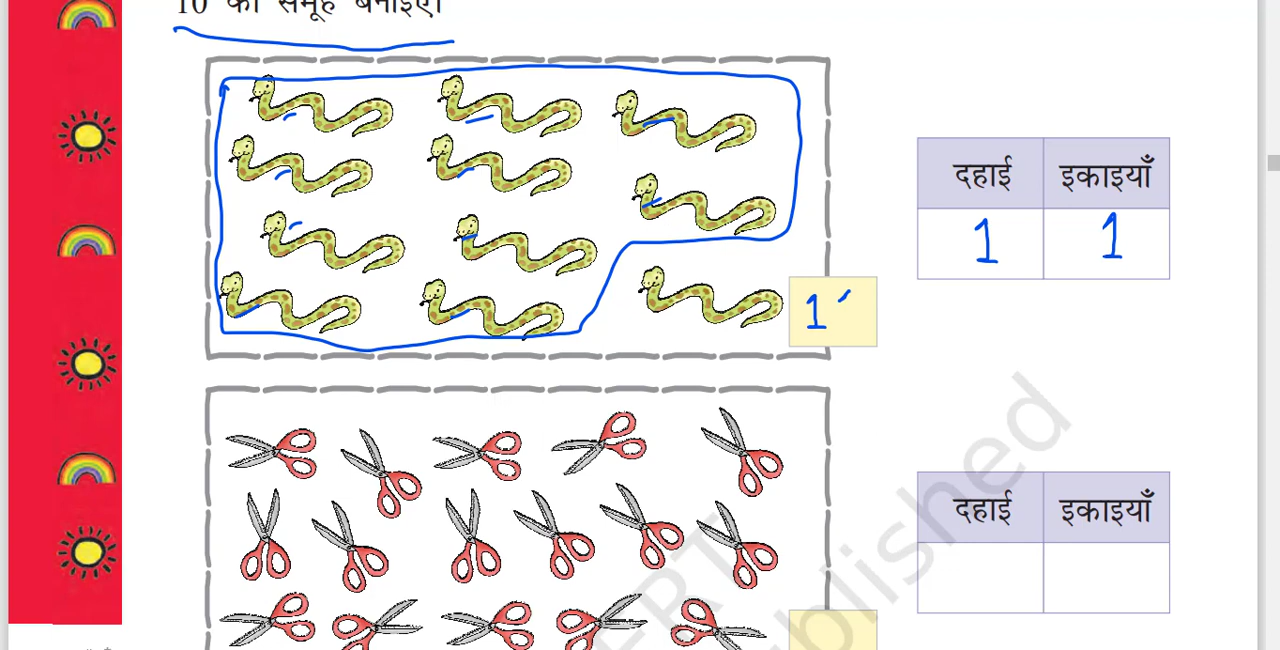 10 का समूह बनाइए।
दहाई इकाइयाँ
1 1
1
दहाई इकाइयाँ